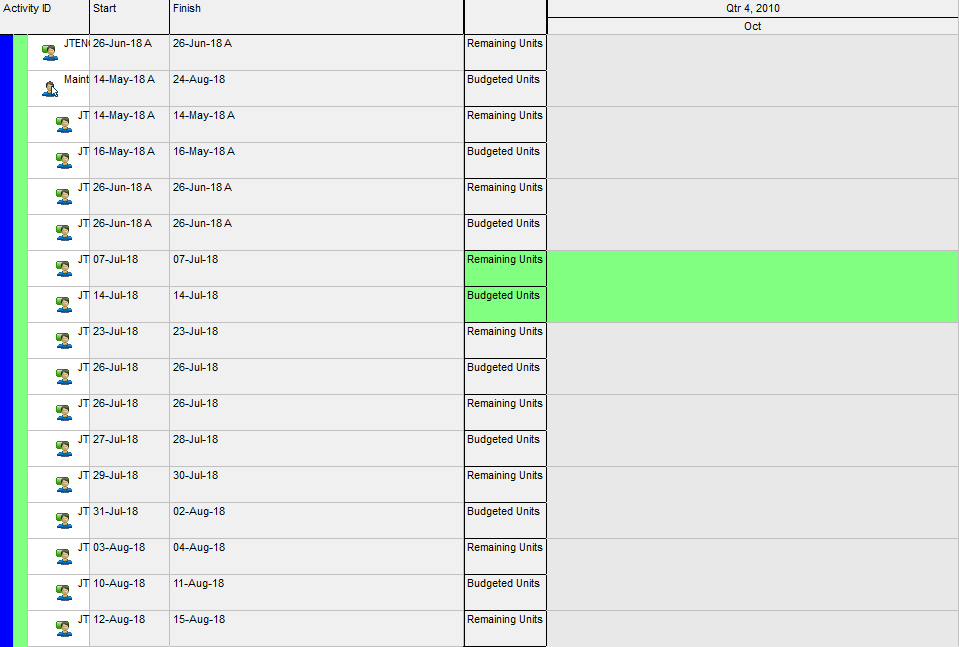 Activity ID Start Finish Qtr 4, 2010
Oct
JTEN 26-Jun-18 A 26-Jun-18 A Remaining Units
Maint 14-May-18 A 24-Aug-18 Budgeted Units
JT 14-May-18 A 14-May-18 A Remaining Units
JT 16-May-18 A 16-May-18 A Budgeted Units
JT 26-Jun-18 A 26-Jun-18 A Remaining Units
JT 26-Jun-18 A 26-Jun-18 A Budgeted Units
JT 07-Jul-18 07-Jul-18 Remaining Units
JT 14-Jul-18 14-Jul-18 Budgeted Units
JT 23-Jul-18 23-Jul-18 Remaining Units
JT 26-Jul-18 26-Jul-18 Budgeted Units
JT 26-Jul-18 26-Jul-18 Remaining Units
JT 27-Jul-18 28-Jul-18 Budgeted Units
JT 29-Jul-18 30-Jul-18 Remaining Units
JT 31-Jul-18 02-Aug-18 Budgeted Units
JT 03-Aug-18 04-Aug-18 Remaining Units
JT 10-Aug-18 11-Aug-18 Budgeted Units
JT 12-Aug-18 15-Aug-18 Remaining Units